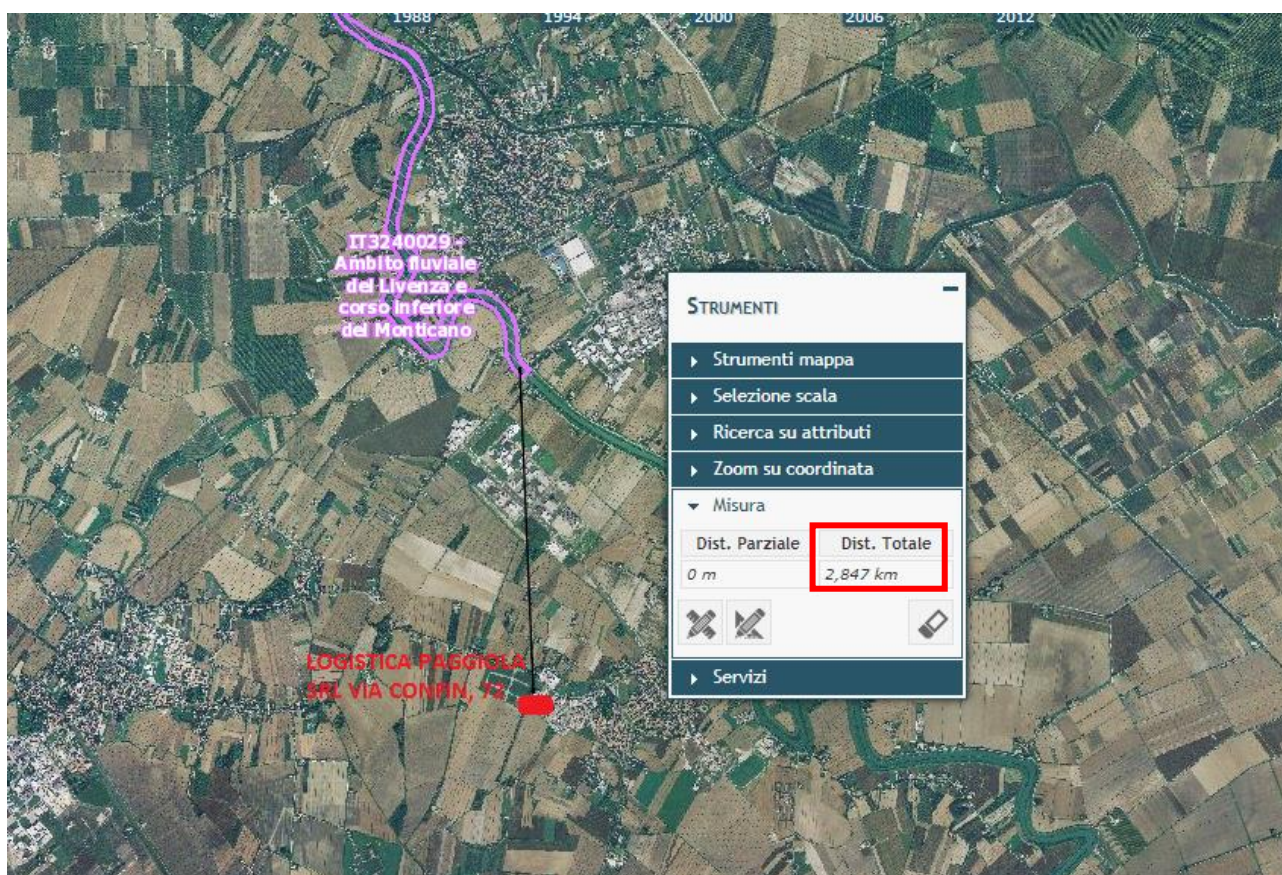 1988 1994 2000 2006 2012
IT3240029 -
Ambito fluviale
del Livenza e
corso inferiore
del Monticano
STRUMENTI
Strumenti mappa
Selezione scala
Ricerca su attributi
Zoom su coordinata
Misura
Dist. Parziale Dist. Totale
0 m 2,847 km
Servizi
LOGISTICA PAGGIOLA
SRL VIA CONFIN, 72